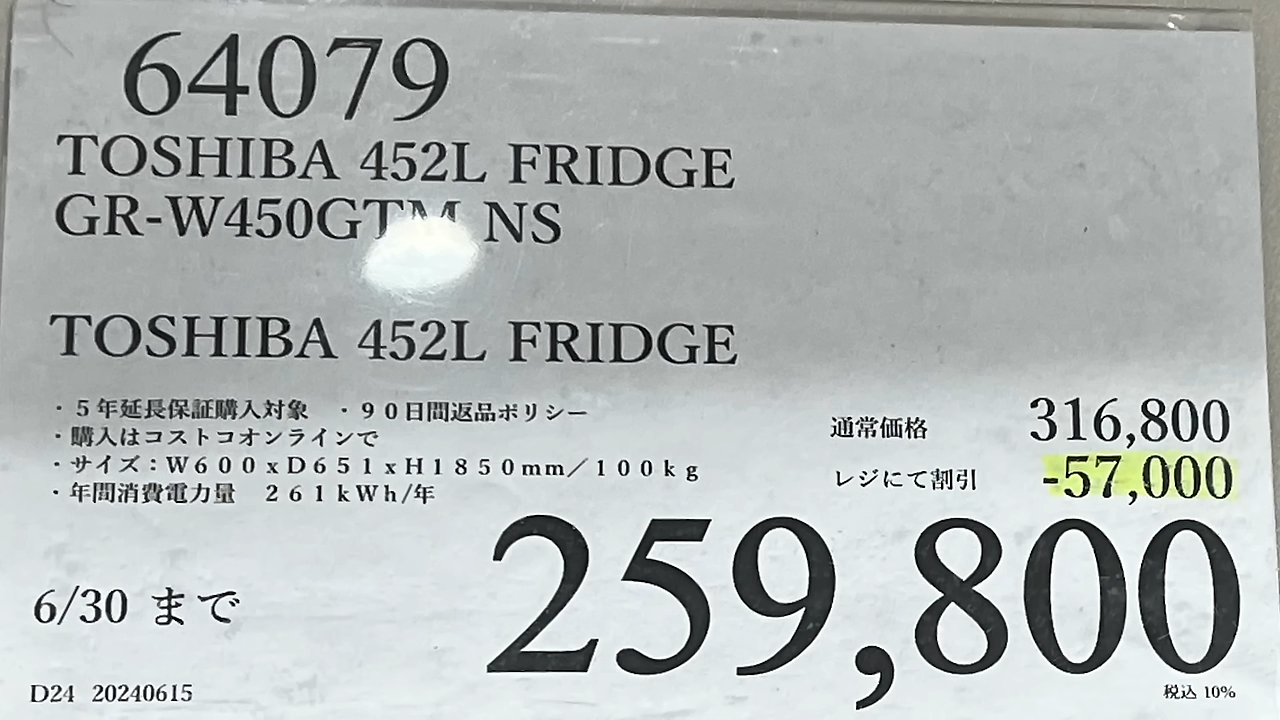 64079
TOSHIBA 452L FRIDGE
GR-W450GTM NS
TOSHIBA 452L FRIDGE
・５年延長保証購入対象　・９０日間返品ポリシー
・購入はコストコオンラインで
・サイズ：Ｗ６００ｘＤ６５１ｘＨ１８５０mm／１００ｋｇ
・年間消費電力量　２６１ｋＷｈ/年
通常価格 316,800
レジにて割引 -57,000
259,800
6/30 まで
D24 20240615
税込 10%